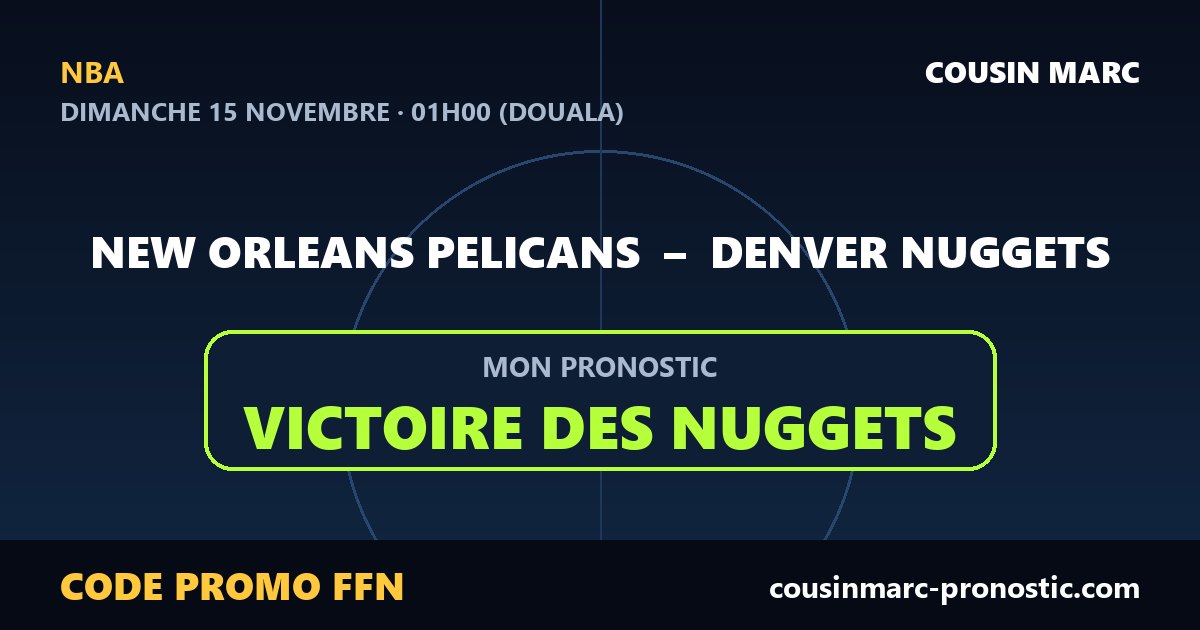 NBA
COUSIN MARC
DIMANCHE 15 NOVEMBRE · 01H00 (DOUALA)
NEW ORLEANS PELICANS – DENVER NUGGETS
MON PRONOSTIC
VICTOIRE DES NUGGETS
CODE PROMO FFN
cousinmarc-pronostic.com